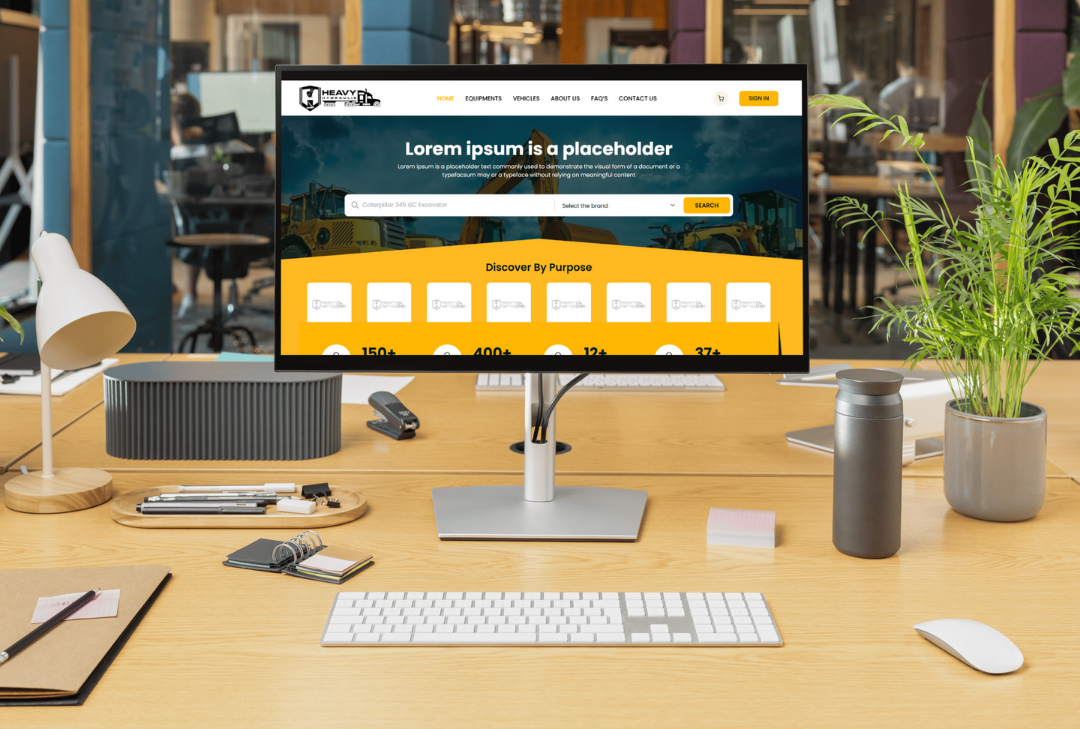 HEAVY
HYDRAULIC
HOME EQUIPMENTS VEHICLES ABOUT US FAQ'S CONTACT US SIGN IN
Lorem ipsum is a placeholder
Lorem ipsum is a placeholder text commonly used to demonstrate the visual form of a document or a
typefacsum may or a typeface without relying on meaningful content
Caterpillar 345 GC Excavator Select the brand SEARCH
Discover By Purpose
150+ 400+ 12+ 37+